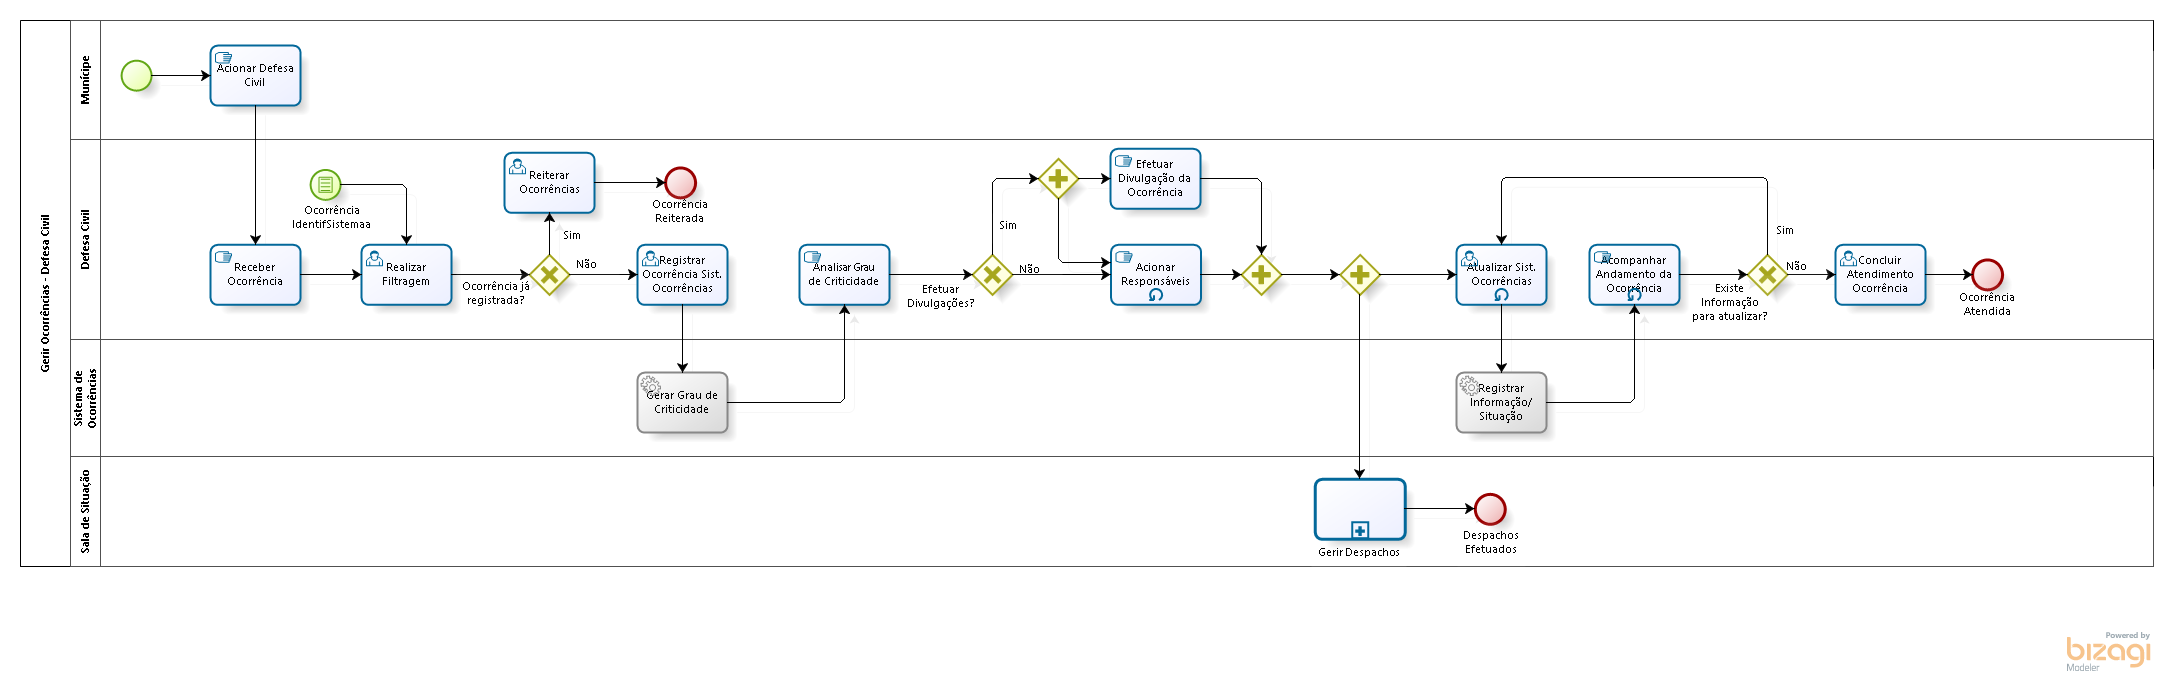 Gerir Ocorrências - Defesa Civil
Munícipe
Acionar Defesa
Civil
Defesa Civil
Receber
Ocorrência
Ocorrência
IdentifSistemaa
Realizar
Filtragem
Ocorrência já
registrada?
Sim
Reiterar
Ocorrências
Ocorrência
Reiterada
Não
Registrar
Ocorrência Sist.
Ocorrências
Analisar Grau
de Criticidade
Efetuar
Divulgações?
Sim
Não
Efetuar
Divulgação da
Ocorrência
Acionar
Responsáveis
Atualizar Sist.
Ocorrências
Acompanhar
Andamento da
Ocorrência
Existe
Informação
para atualizar?
Sim
Não
Concluir
Atendimento
Ocorrência
Ocorrência
Atendida
Sistema de
Ocorrências
Gerar Grau de
Criticidade
Registrar
Informação/
Situação
Sala de Situação
Gerir Despachos
Despachos
Efetuados
Powered by
bizagi
Modeler